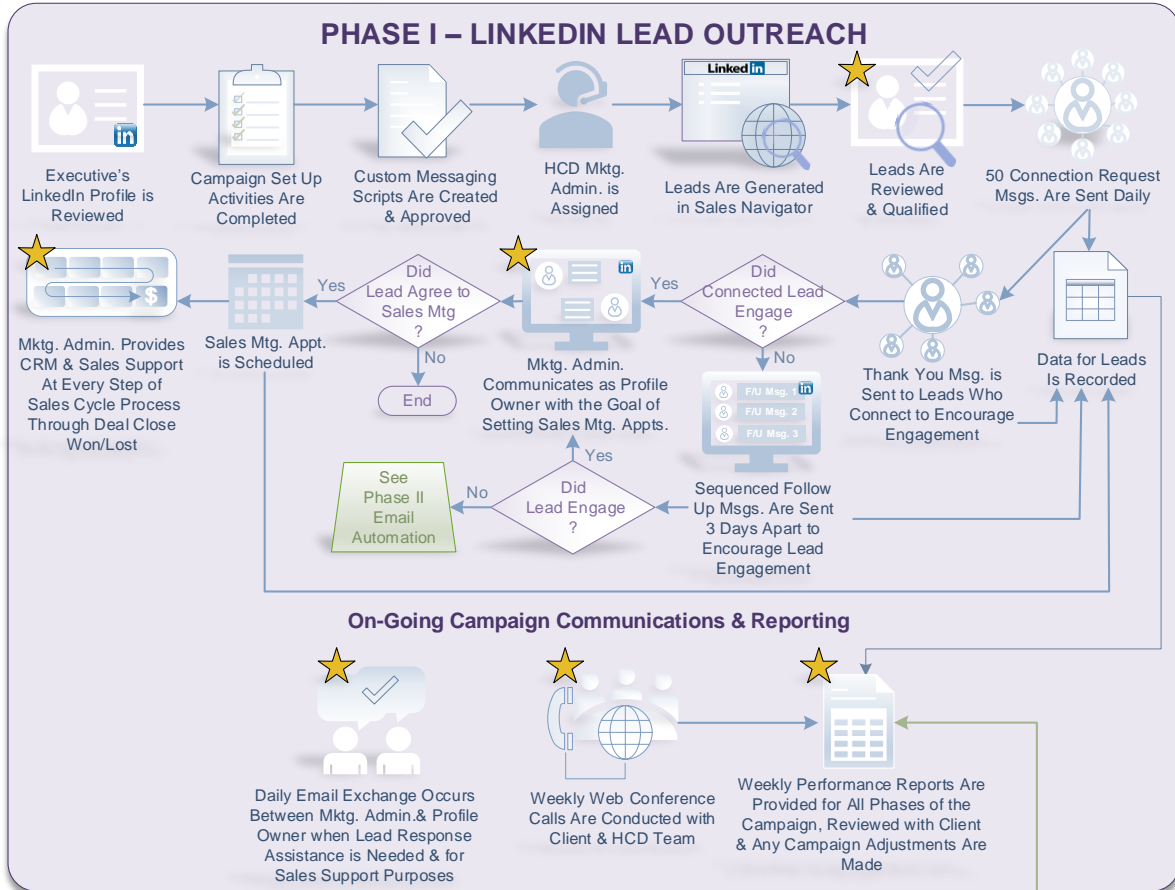 PHASE I – LINKEDIN LEAD OUTREACH
in
Executive's
LinkedIn Profile is
Reviewed
Campaign Set Up
Activities Are
Completed
Custom Messaging
Scripts Are Created
& Approved
HCD Mktg.
Admin. is
Assigned
Linked in
Leads Are Generated
in Sales Navigator
Leads Are
Reviewed
& Qualified
50 Connection Request
Msgs. Are Sent Daily
Data for Leads
Is Recorded
Thank You Msg. is
Sent to Leads Who
Connect to Encourage
Engagement
Did
Connected Lead
Engage
?
Yes
No
in
Mktg. Admin.
Communicates as Profile
Owner with the Goal of
Setting Sales Mtg. Appts.
Did
Lead Agree to
Sales Mtg
?
Yes
No
End
Sales Mtg. Appt.
is Scheduled
$
Mktg. Admin. Provides
CRM & Sales Support
At Every Step of
Sales Cycle Process
Through Deal Close
Won/Lost
F/U Msg. 1
in
F/U Msg. 2
F/U Msg. 3
Sequenced Follow
Up Msgs. Are Sent
3 Days Apart to
Encourage Lead
Engagement
Did
Lead Engage
?
Yes
No
See
Phase II
Email
Automation
On-Going Campaign Communications & Reporting
Daily Email Exchange Occurs
Between Mktg. Admin.& Profile
Owner when Lead Response
Assistance is Needed & for
Sales Support Purposes
Weekly Web Conference
Calls Are Conducted with
Client & HCD Team
Weekly Performance Reports Are
Provided for All Phases of the
Campaign, Reviewed with Client
& Any Campaign Adjustments Are
Made